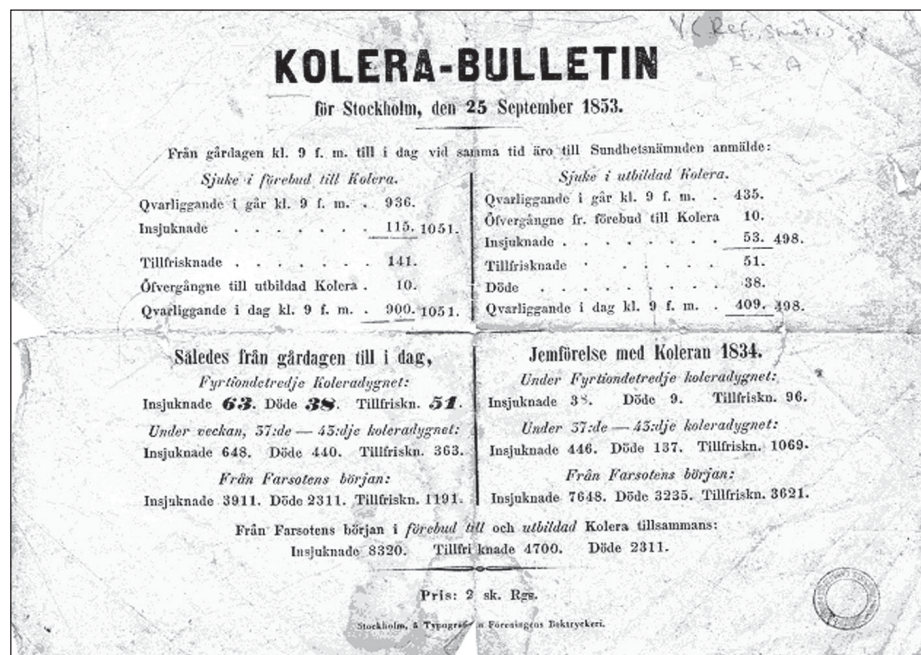 Ex A
KOLERA-BULLETIN
för Stockholm, den 25 September 1853.
Från gårdagen kl. 9 f. m. till i dag vid samma tid äro till Sundhetsnämnden anmälde:
Sjuke i förebud till Kolera.
Qvarliggande i går kl. 9 f. m. . 936.
Insjuknade . . . . . . . 115. 1051.
Tillfrisknade . . . . . . 141.
Öfvergångne till utbildad Kolera . 10.
Qvarliggande i dag kl. 9 f. m. . 900. 1051.
Sjuke i utbildad Kolera.
Qvarliggande i går kl. 9 f. m. . 435.
Öfvergångne fr. förebud till Kolera 10.
Insjuknade . . . . . . . 53. 498.
Tillfrisknade . . . . . . 51.
Döde . . . . . . . . 38.
Qvarliggande i dag kl. 9 f. m. . 409. 498.
Således från gårdagen till i dag,
Fyrtiondetredje Koleradygnet:
Insjuknade 63. Döde 38. Tillfriskn. 51.
Under veckan, 37:de — 43:dje koleradygnet:
Insjuknade 648. Döde 440. Tillfriskn. 363.
Från Farsotens början:
Insjuknade 3911. Döde 2311. Tillfriskn. 1191.
Jemförelse med Koleran 1834.
Under Fyrtiondetredje koleradygnet:
Insjuknade Döde 9. Tillfriskn. 96.
Under 37:de — 43:dje koleradygnet:
Insjuknade 446. Döde 137. Tillfriskn. 1069.
Från Farsotens början:
Insjuknade 7648. Döde 3235. Tillfriskn. 3621.
Från Farsotens början i förebud till och utbildad Kolera tillsammans:
Insjuknade 8320. Tillfri knade 4700. Döde 2311.
Pris: 2 sk. Rgs.
Stockholm, Föreningens Boktryckeri.